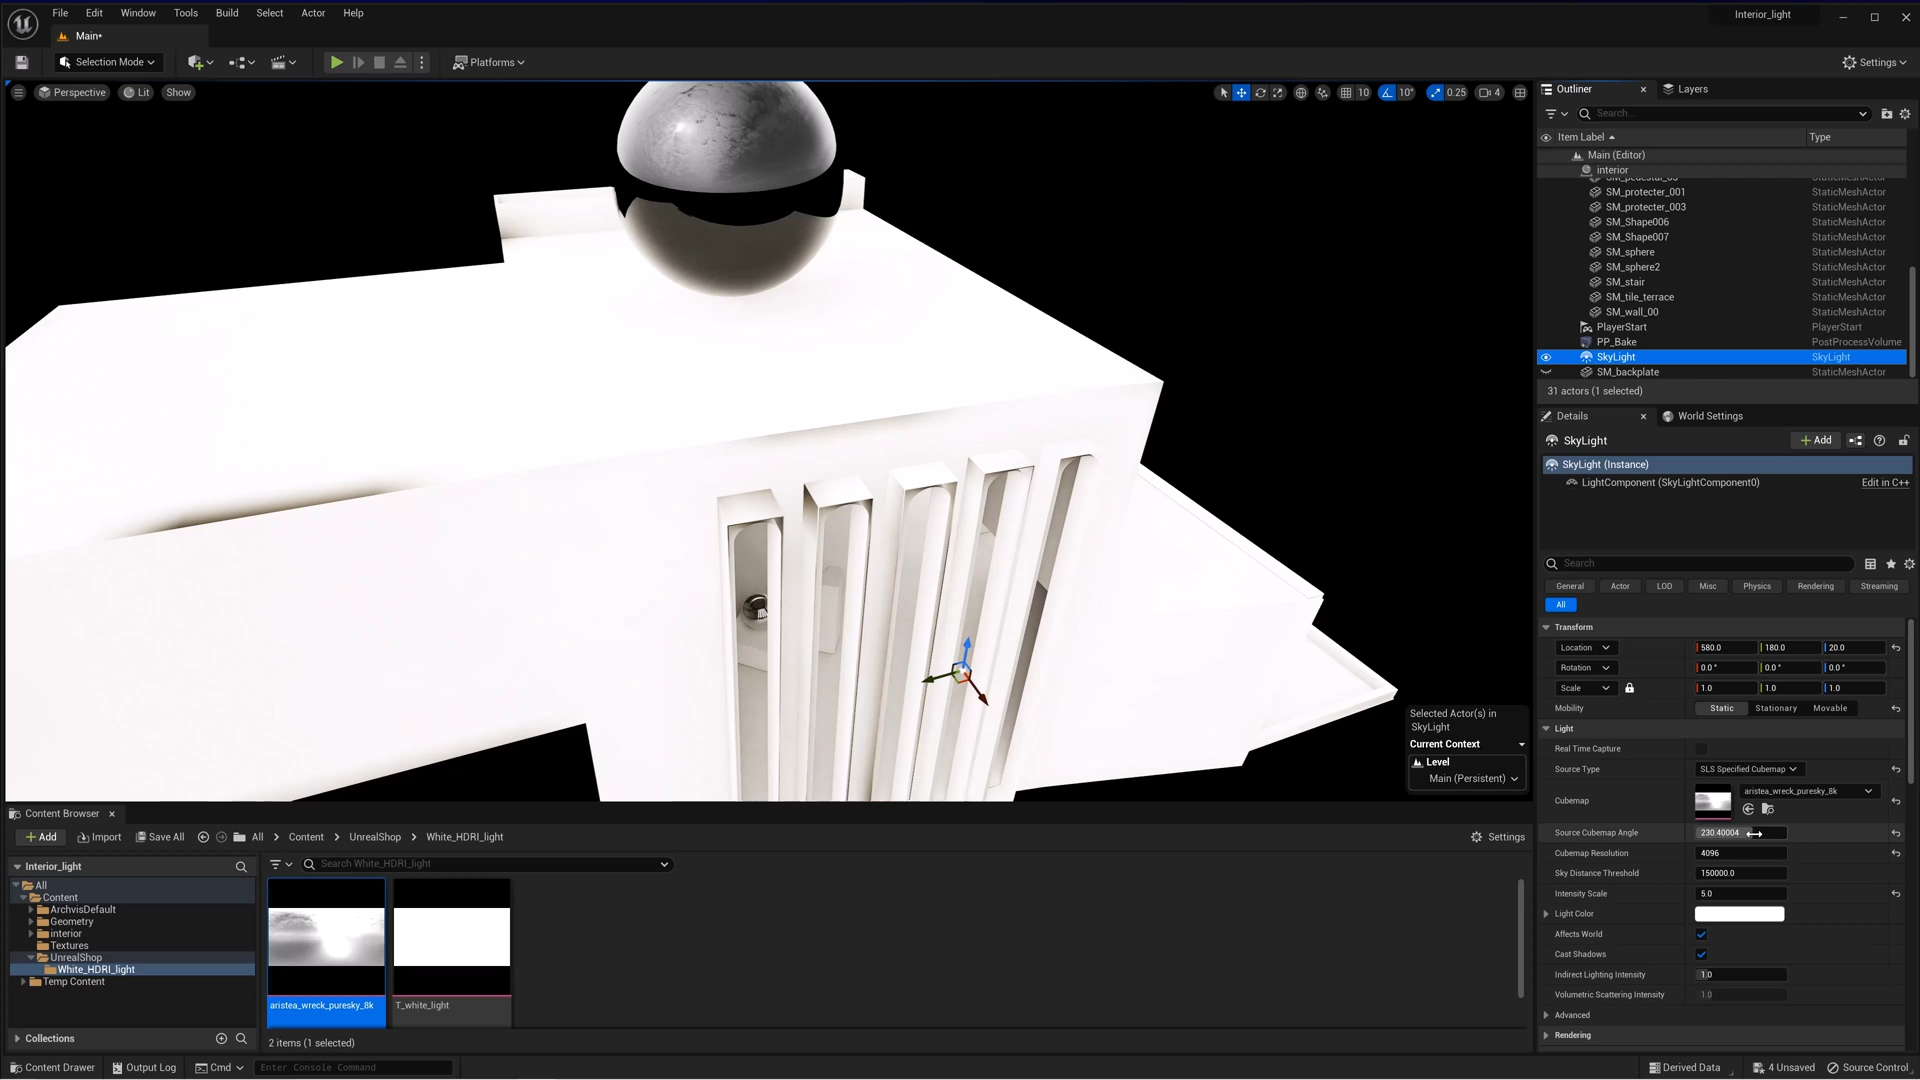 File Edit Window Tools Build Select Actor Help
Interior_light
Main•
Selection Mode
Platforms
Settings
Perspective Lit Show
10 10° 0.25 4
Outliner Layers
Search...
Item Label Type
Main (Editor)
interior
SM_protecter_001 StaticMeshActor
SM_protecter_003 StaticMeshActor
SM_Shape006 StaticMeshActor
SM_Shape007 StaticMeshActor
SM_sphere StaticMeshActor
SM_sphere2 StaticMeshActor
SM_stair StaticMeshActor
SM_tile_terrace StaticMeshActor
SM_wall_00 StaticMeshActor
PlayerStart PlayerStart
PP_Bake PostProcessVolume
SkyLight SkyLight
SM_backplate StaticMeshActor
31 actors (1 selected)
Details World Settings
SkyLight Add
SkyLight (Instance)
LightComponent (SkyLightComponent0) Edit in C++
Search
General Actor LOD Misc Physics Rendering Streaming
All
Transform
Location 580.0 180.0 20.0
Rotation 0.0 ° 0.0 ° 0.0 °
Scale 1.0 1.0 1.0
Mobility Static Stationary Movable
Light
Real Time Capture
Source Type SLS Specified Cubemap
Cubemap aristea_wreck_puresky_8k
Source Cubemap Angle 230.40004
Cubemap Resolution 4096
Sky Distance Threshold 150000.0
Intensity Scale 5.0
Light Color
Affects World
Cast Shadows
Indirect Lighting Intensity 1.0
Volumetric Scattering Intensity 1.0
Advanced
Rendering
Selected Actor(s) in
SkyLight
Current Context
Level
Main (Persistent)
Content Browser
Add Import Save All All Content UnrealShop White_HDRI_light Settings
Interior_light
Search White_HDRI_light
All
Content
ArchvisDefault
Geometry
interior
Textures
UnrealShop
White_HDRI_light
Temp Content
Collections
aristea_wreck_puresky_8k
T_white_light
2 items (1 selected)
Content Drawer Output Log Cmd Enter Console Command
Derived Data 4 Unsaved Source Control